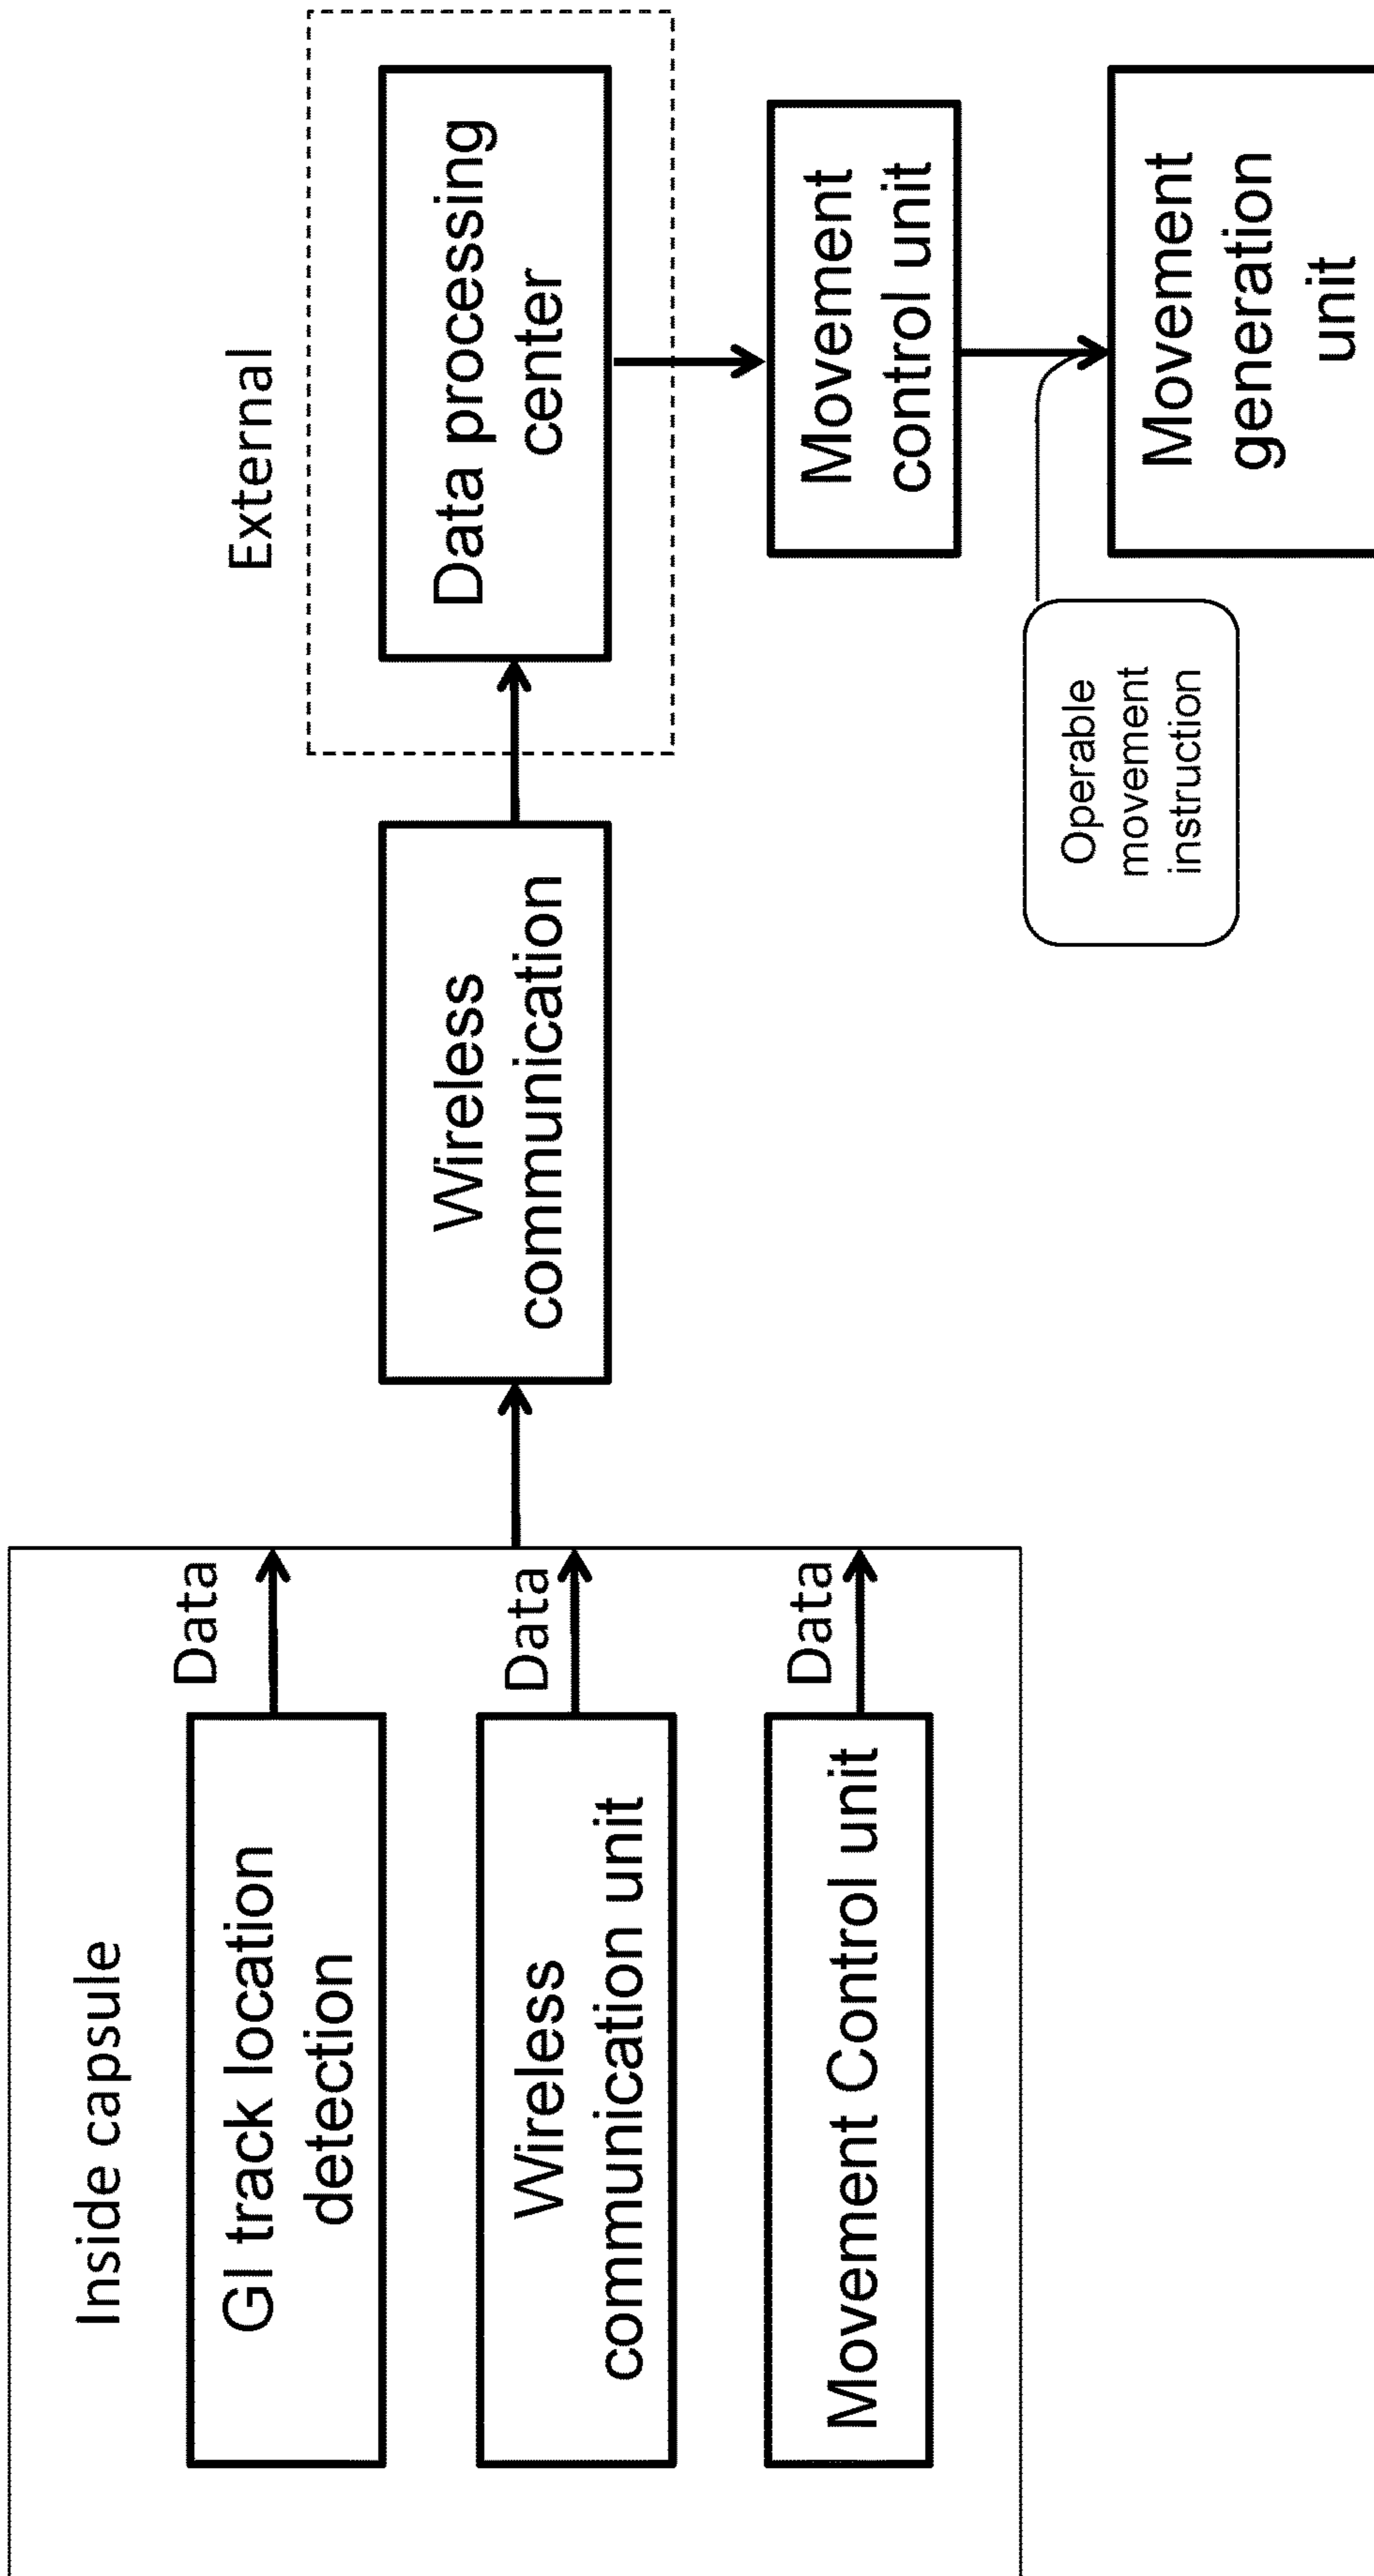 Inside capsule
GI track location
detection
Data
Wireless
communication unit
Data
Movement Control unit
Data
Wireless
communication
External
Data processing
center
Movement
control unit
Operable
movement
instruction
Movement
generation
unit